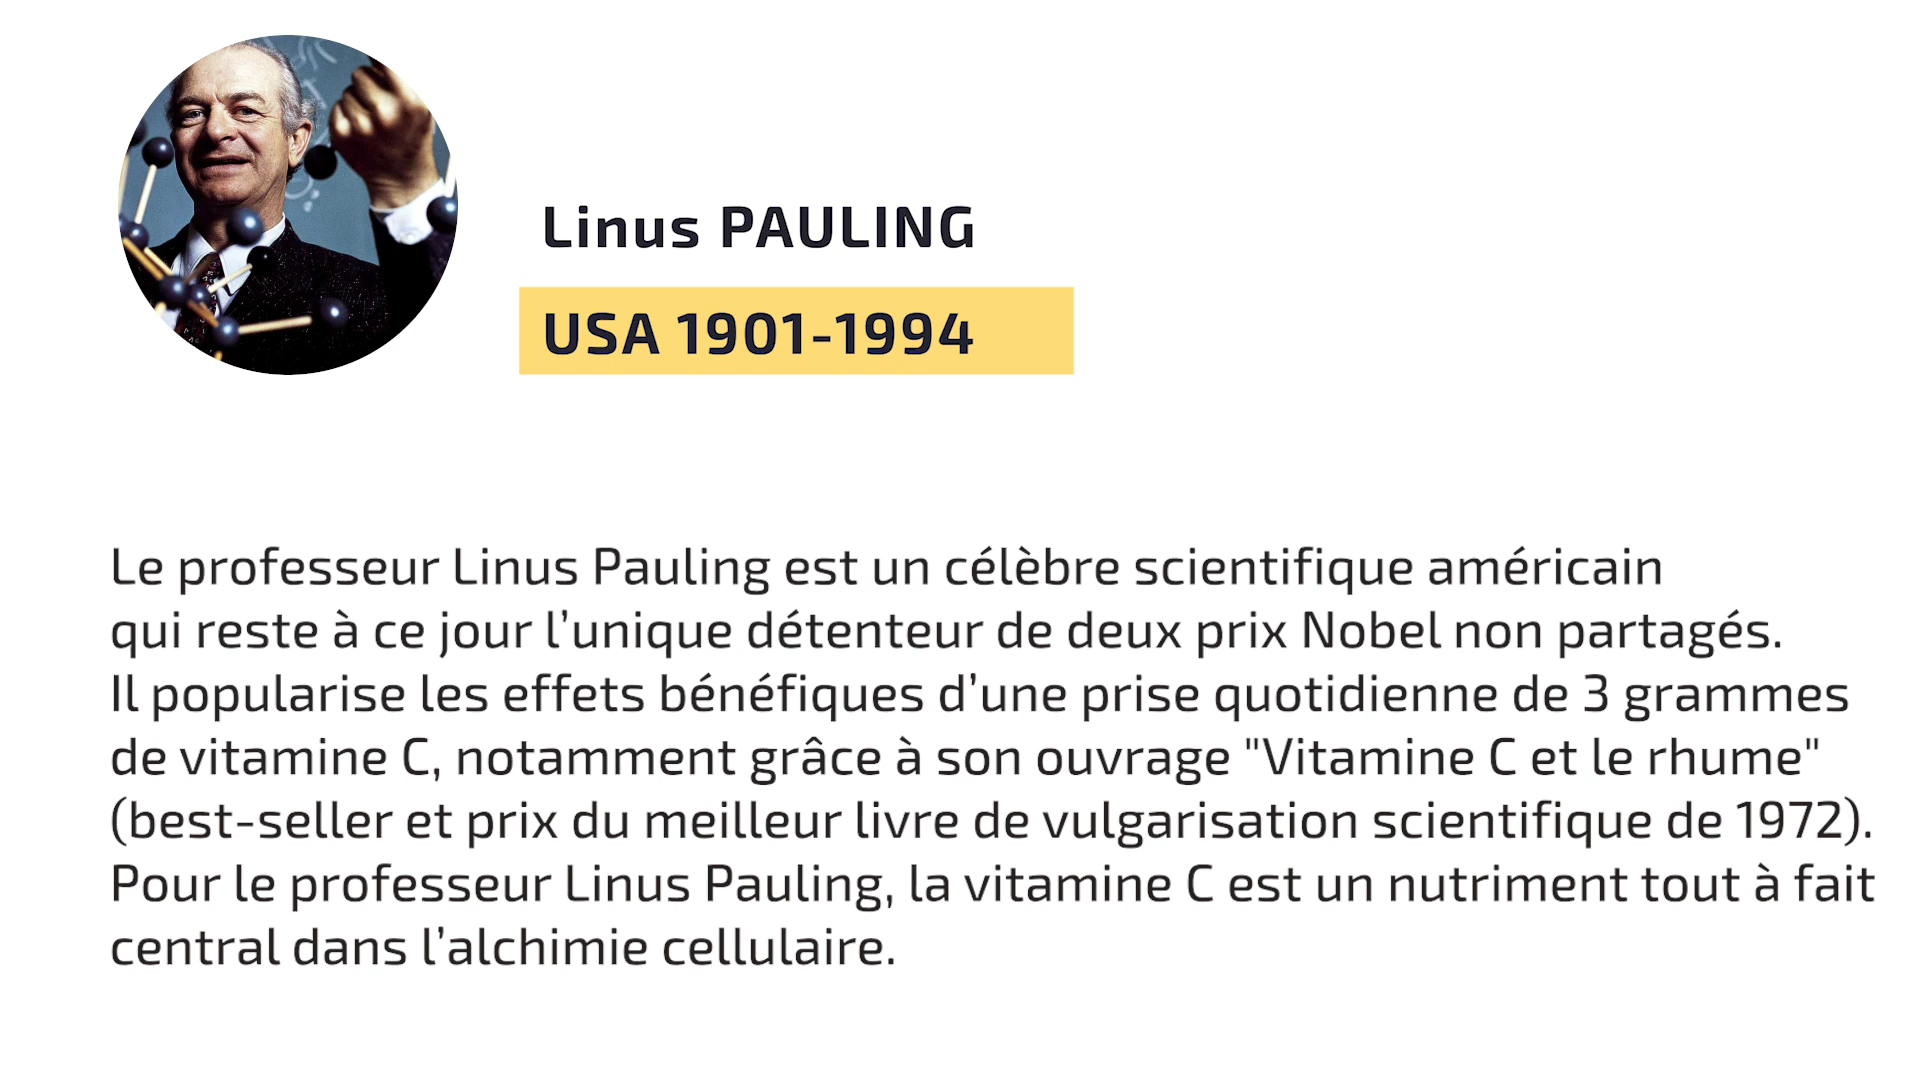 Linus PAULING
USA 1901-1994
Le professeur Linus Pauling est un célèbre scientifique américain
qui reste à ce jour l’unique détenteur de deux prix Nobel non partagés.
Il popularise les effets bénéfiques d’une prise quotidienne de 3 grammes
de vitamine C, notamment grâce à son ouvrage "Vitamine C et le rhume"
(best-seller et prix du meilleur livre de vulgarisation scientifique de 1972).
Pour le professeur Linus Pauling, la vitamine C est un nutriment tout à fait
central dans l’alchimie cellulaire.